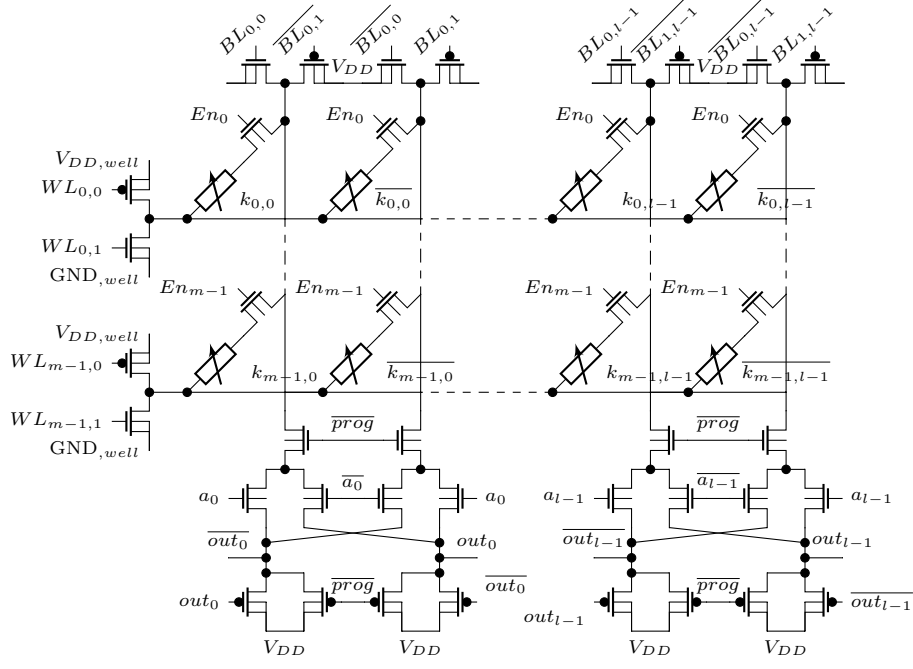 BL_{0,0} \overline{BL_{0,1}} \overline{BL_{0,0}} BL_{0,1} BL_{0,l-1} \overline{BL_{1,l-1}} \overline{BL_{0,l-1}} BL_{1,l-1}
V_{DD} V_{DD}
En_0 En_0 En_0 En_0
V_{DD,well}
WL_{0,0} k_{0,0} \overline{k_{0,0}} k_{0,l-1} \overline{k_{0,l-1}}
WL_{0,1}
GND_{,well}
En_{m-1} En_{m-1} En_{m-1} En_{m-1}
V_{DD,well}
WL_{m-1,0} k_{m-1,0} \overline{k_{m-1,0}} k_{m-1,l-1} \overline{k_{m-1,l-1}}
WL_{m-1,1} \overline{prog} \overline{prog}
GND_{,well}
a_0 \overline{a_0} a_0 a_{l-1} \overline{a_{l-1}} a_{l-1}
\overline{out_0} out_0 \overline{out_{l-1}} out_{l-1}
\overline{prog} \overline{out_0} \overline{prog}
out_0 out_{l-1} \overline{out_{l-1}}
V_{DD} V_{DD} V_{DD} V_{DD}